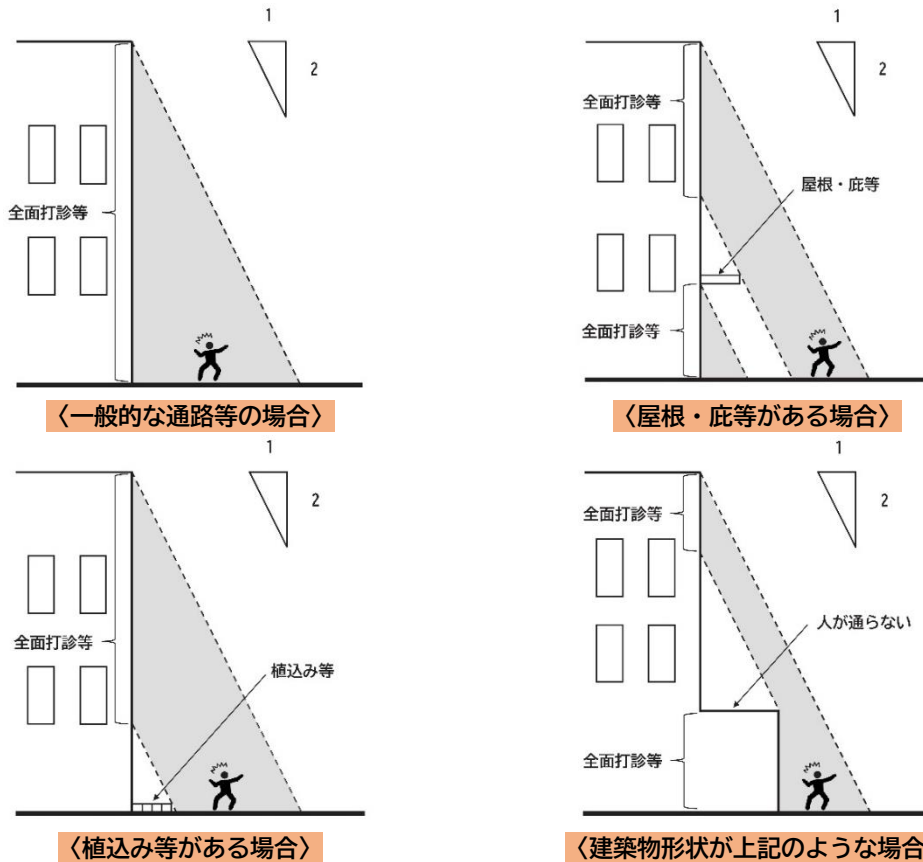 1
2
全面打診等
〈一般的な通路等の場合〉
1
2
全面打診等
屋根・庇等
全面打診等
〈屋根・庇等がある場合〉
1
2
全面打診等
植込み等
〈植込み等がある場合〉
1
2
全面打診等
人が通らない
全面打診等
〈建築物形状が上記のような場合